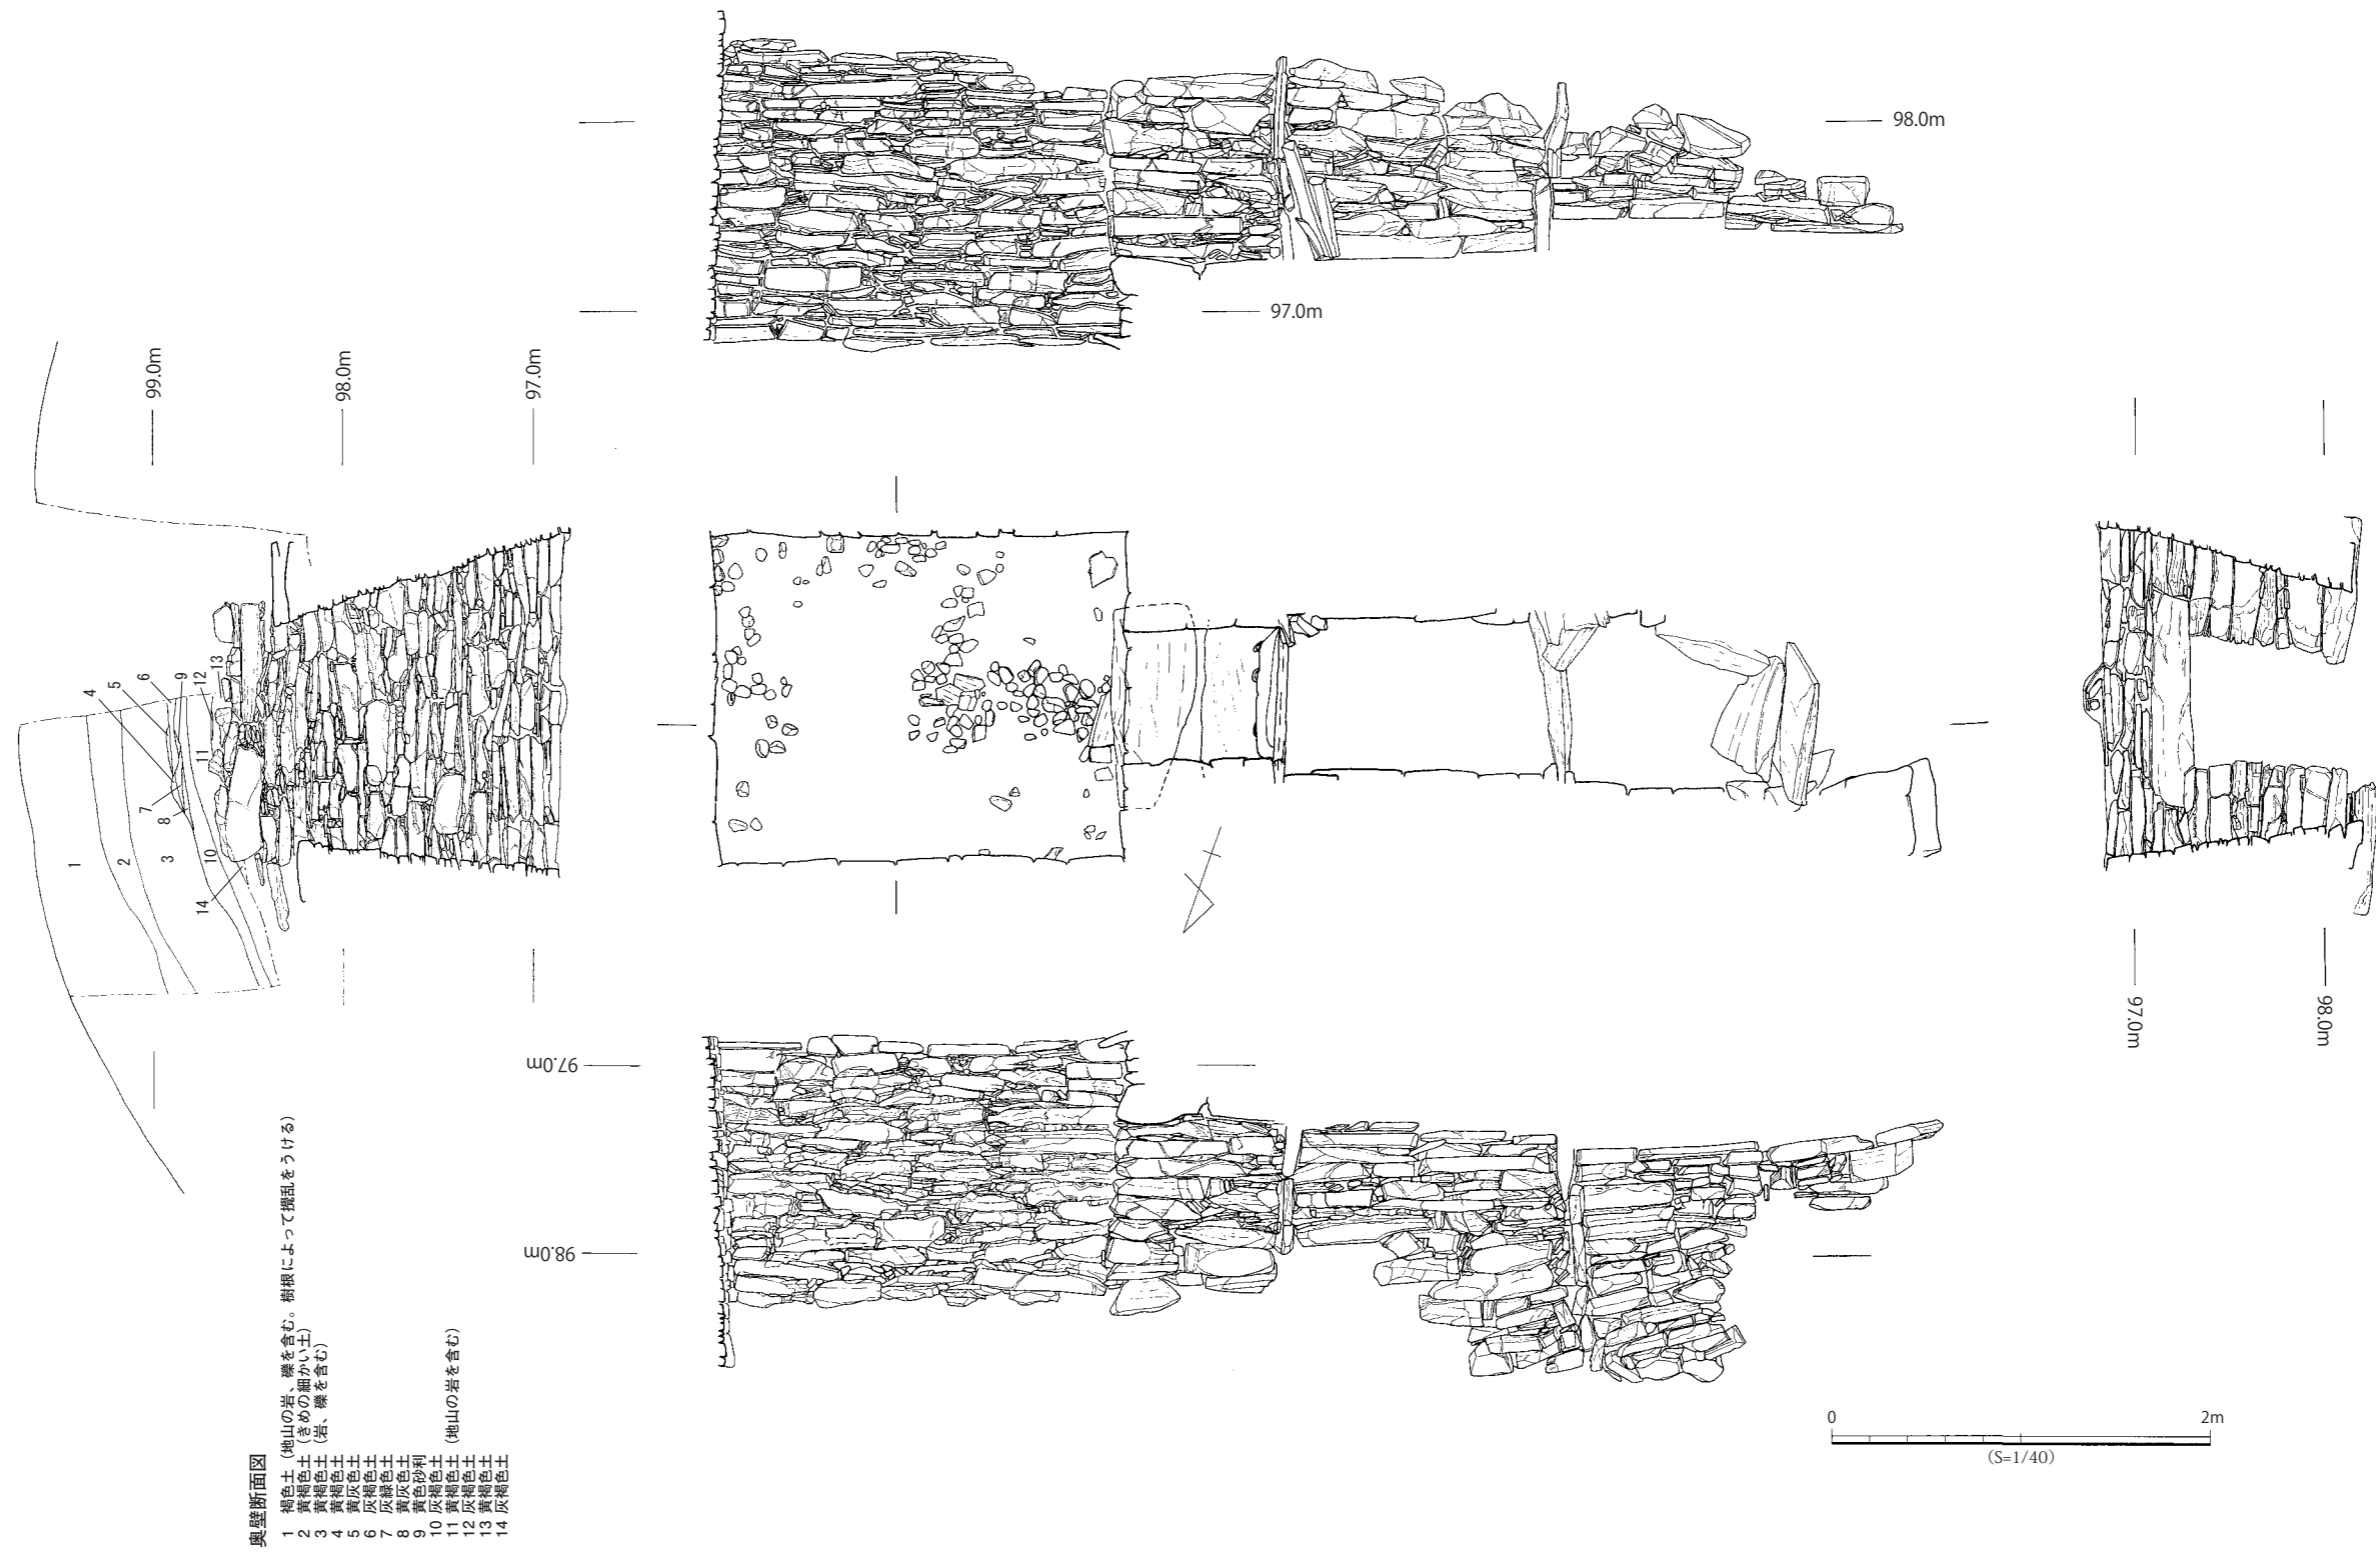 98.0m
97.0m
99.0m
98.0m
97.0m
4
5
6
9
12
13
11
7
8
1
2
3
10
14
97.0m
98.0m
97.0m
98.0m
奥壁断面図
1 褐色土（地山の岩、礫を含む。樹根によって攪乱をうける）
2 黄褐色土（きめの細かい土）
3 黄褐色土（岩、礫を含む）
4 黄褐色土
5 黄灰色土
6 灰褐色土
7 灰緑色土
8 黄灰色土
9 黄色砂利
10 灰褐色土
11 黄褐色土（地山の岩を含む）
12 灰褐色土
13 黄褐色土
14 灰褐色土
0 2m
（S=1/40）